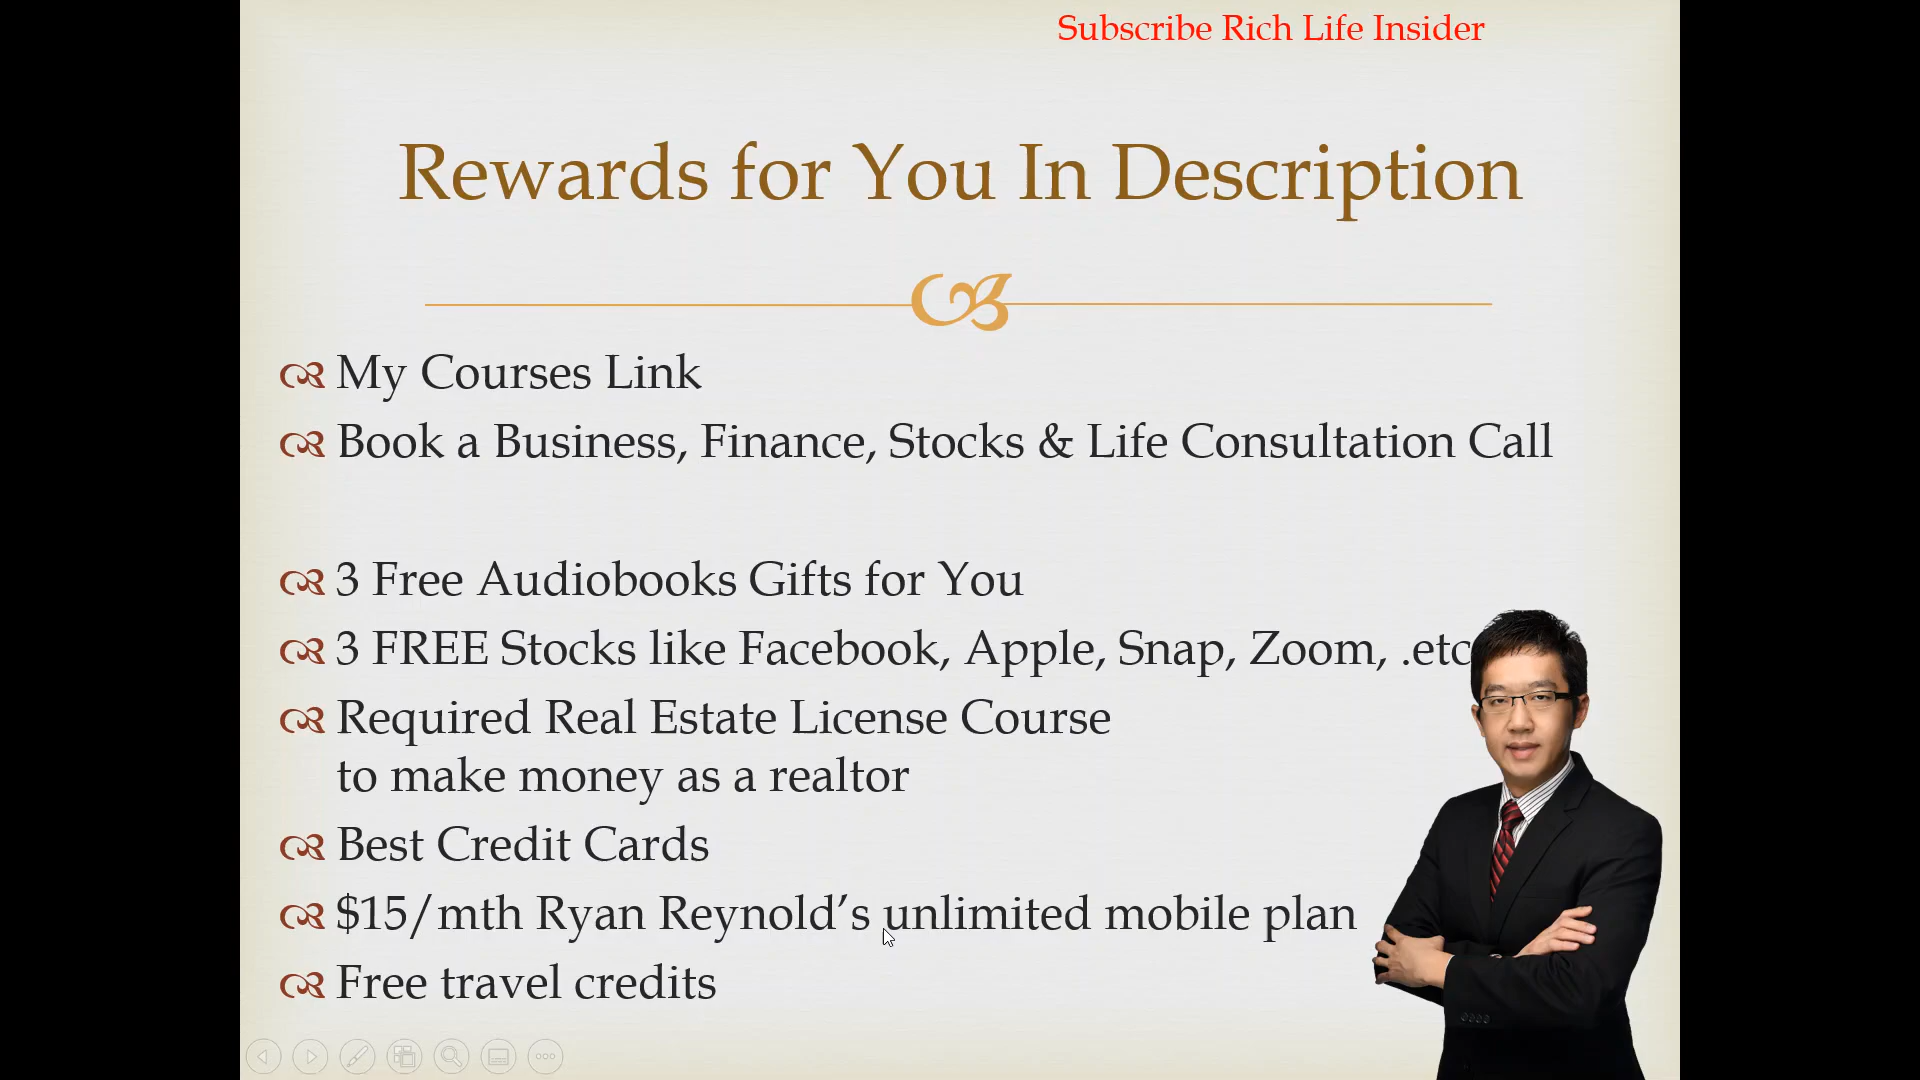 Subscribe Rich Life Insider
Rewards for You In Description
My Courses Link
Book a Business, Finance, Stocks & Life Consultation Call
3 Free Audiobooks Gifts for You
3 FREE Stocks like Facebook, Apple, Snap, Zoom, .etc
Required Real Estate License Course
to make money as a realtor
Best Credit Cards
$15/mth Ryan Reynold’s unlimited mobile plan
Free travel credits